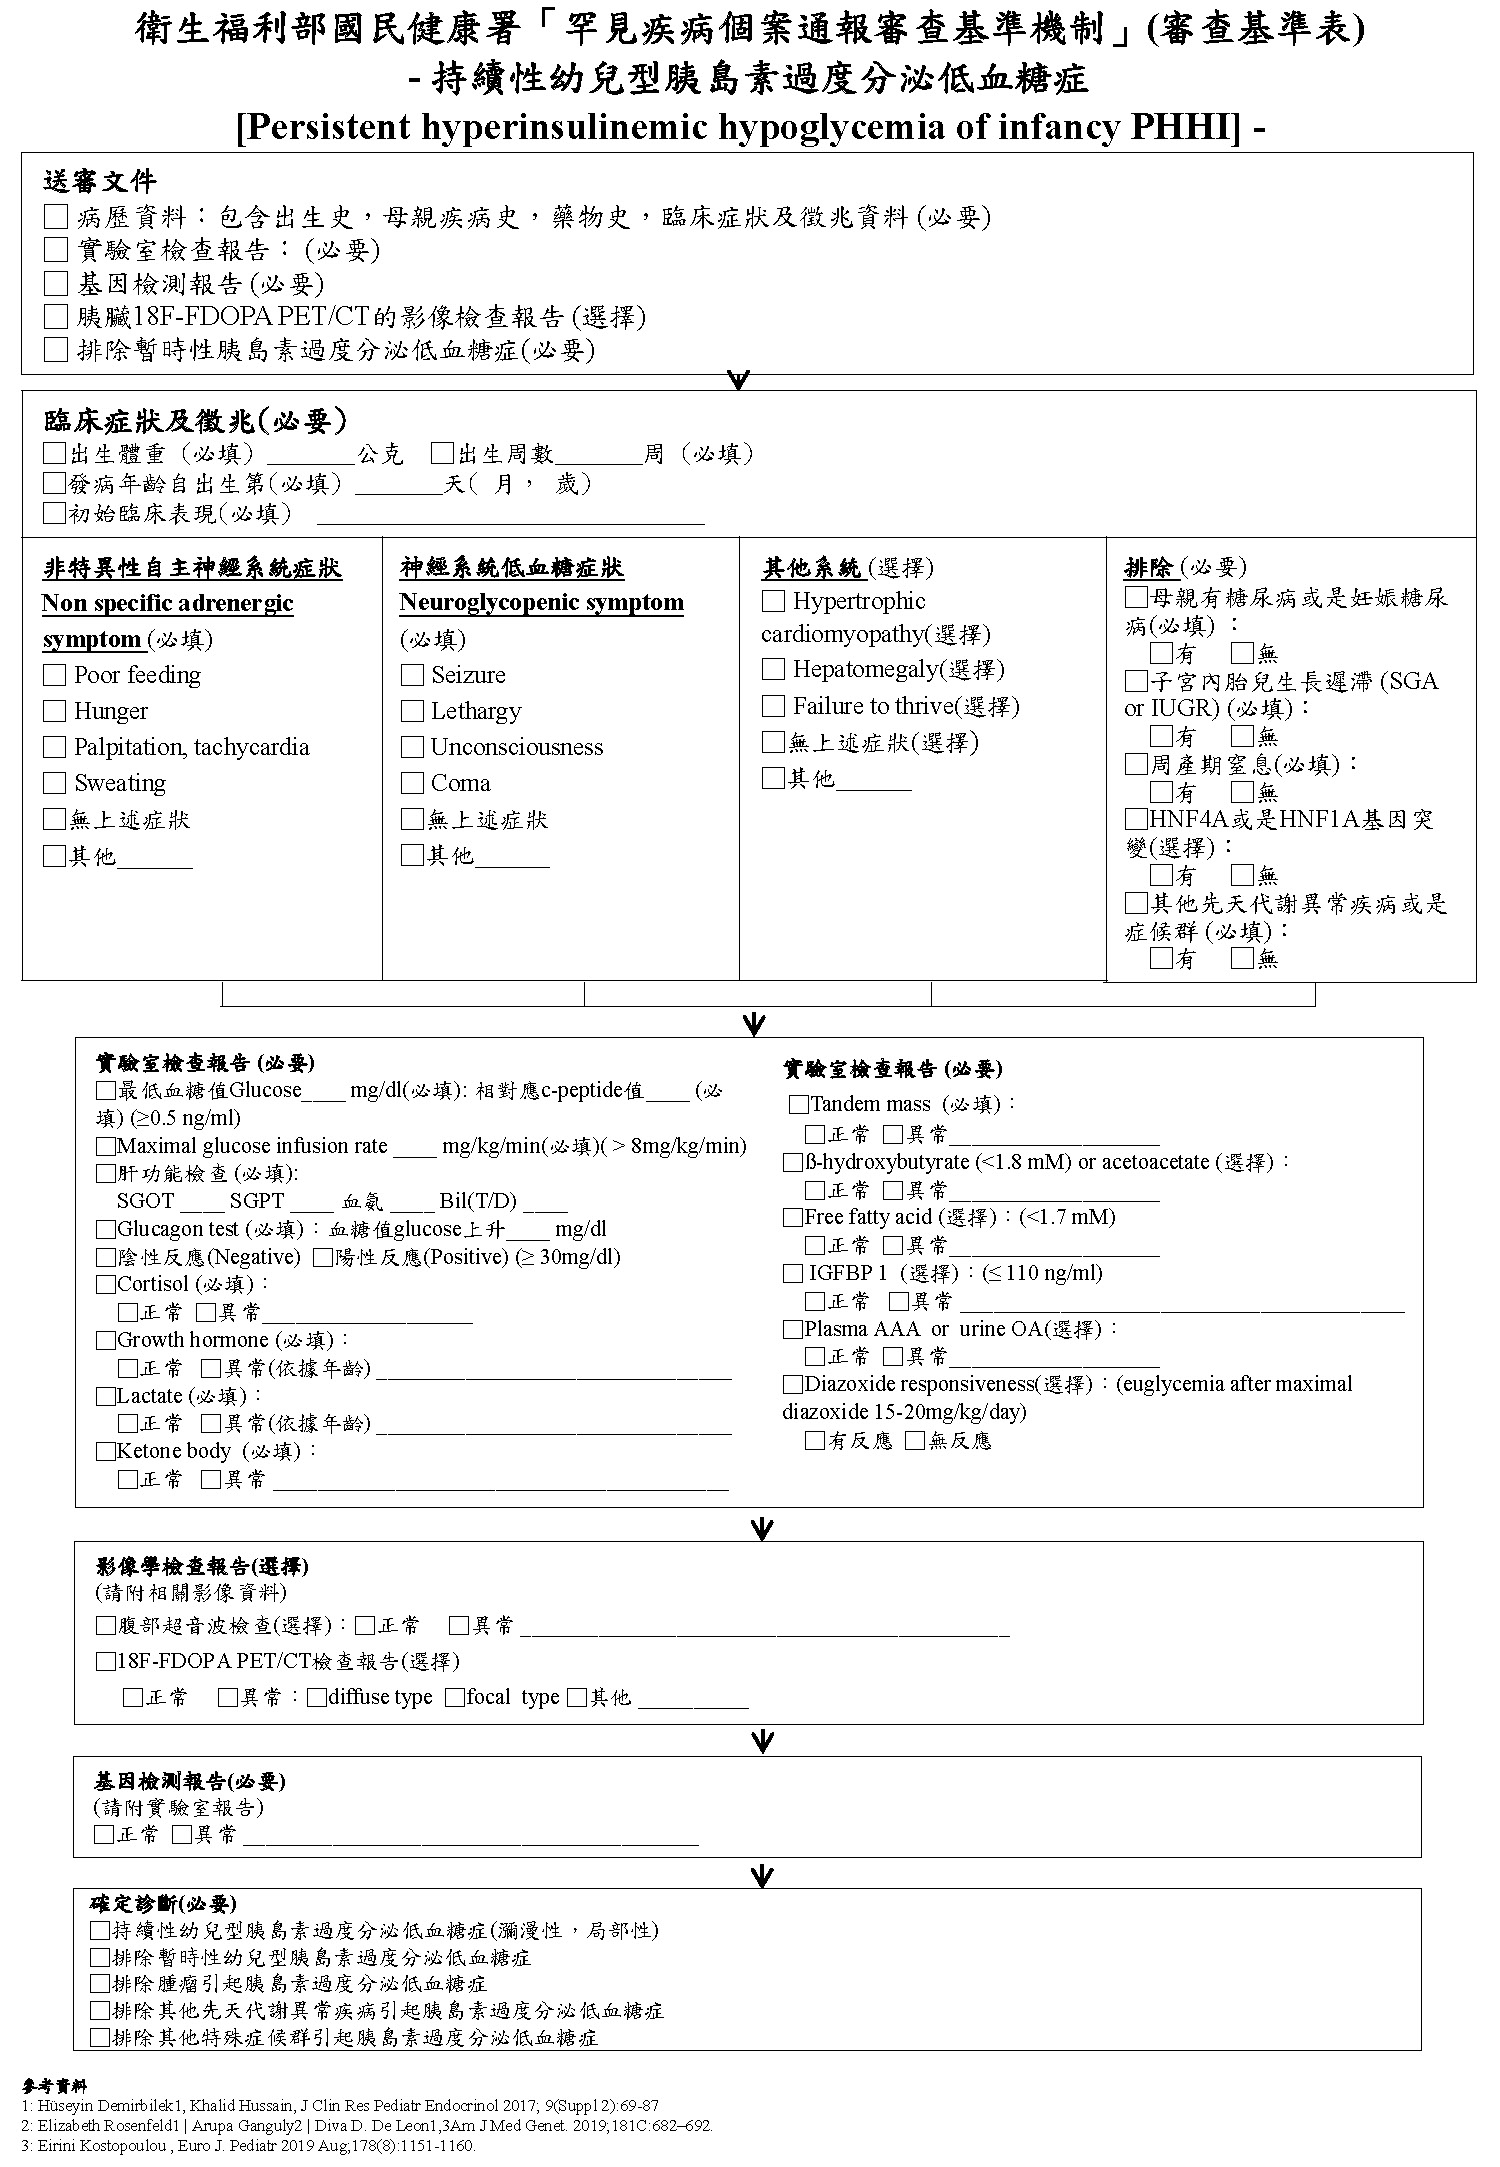 衛生福利部國民健康署「罕見疾病個案通報審查基準機制」(審查基準表)
- 持續性幼兒型胰島素過度分泌低血糖症
[Persistent hyperinsulinemic hypoglycemia of infancy PHHI] -
送審文件
□ 病歷資料：包含出生史，母親疾病史，藥物史，臨床症狀及徵兆資料 (必要)
□ 實驗室檢查報告： (必要)
□ 基因檢測報告 (必要)
□ 胰臟18F-FDOPA PET/CT的影像檢查報告 (選擇)
□ 排除暫時性胰島素過度分泌低血糖症(必要)
臨床症狀及徵兆(必要)
□出生體重（必填）_______公克 □出生周數_______周（必填）
□發病年齡自出生第(必填）_______天( 月， 歲)
□初始臨床表現(必填） _______________________________
非特異性自主神經系統症狀
Non specific adrenergic
symptom (必填)
□ Poor feeding
□ Hunger
□ Palpitation, tachycardia
□ Sweating
□無上述症狀
□其他______
神經系統低血糖症狀
Neuroglycopenic symptom
(必填)
□ Seizure
□ Lethargy
□ Unconsciousness
□ Coma
□無上述症狀
□其他______
其他系統 (選擇)
□ Hypertrophic
cardiomyopathy(選擇)
□ Hepatomegaly(選擇)
□ Failure to thrive(選擇)
□無上述症狀(選擇)
□其他______
排除 (必要)
□母親有糖尿病或是妊娠糖尿
病(必填)：
□有 □無
□子宮內胎兒生長遲滯 (SGA
or IUGR) (必填)：
□有 □無
□周產期窒息(必填)：
□有 □無
□HNF4A或是HNF1A基因突
變(選擇)：
□有 □無
□其他先天代謝異常疾病或是
症候群 (必填)：
□有 □無
實驗室檢查報告 (必要)
□最低血糖值Glucose____ mg/dl(必填): 相對應c-peptide值____ (必
填) (≥0.5 ng/ml)
□Maximal glucose infusion rate ____ mg/kg/min(必填)( > 8mg/kg/min)
□肝功能檢查 (必填):
SGOT ____ SGPT ____ 血氨 ____ Bil(T/D) ____
□Glucagon test (必填)：血糖值glucose上升____ mg/dl
□陰性反應(Negative) □陽性反應(Positive) (≥ 30mg/dl)
□Cortisol (必填)：
□正常 □異常___________________
□Growth hormone (必填)：
□正常 □異常(依據年齡) ________________________________
□Lactate (必填)：
□正常 □異常(依據年齡) ________________________________
□Ketone body (必填)：
□正常 □異常 _________________________________________
實驗室檢查報告 (必要)
□Tandem mass (必填)：
□正常 □異常___________________
□ß-hydroxybutyrate (<1.8 mM) or acetoacetate (選擇)：
□正常 □異常___________________
□Free fatty acid (選擇)：(<1.7 mM)
□正常 □異常___________________
□ IGFBP 1 (選擇)：(≤ 110 ng/ml)
□正常 □異常 ________________________________________
□Plasma AAA or urine OA(選擇)：
□正常 □異常___________________
□Diazoxide responsiveness(選擇)：(euglycemia after maximal
diazoxide 15-20mg/kg/day)
□有反應 □無反應
影像學檢查報告(選擇)
(請附相關影像資料)
□腹部超音波檢查(選擇)：□正常 □異常 ____________________________________________
□18F-FDOPA PET/CT檢查報告(選擇)
□正常 □異常：□diffuse type □focal type □其他 __________
基因檢測報告(必要)
(請附實驗室報告)
□正常 □異常 _________________________________________
確定診斷(必要)
□持續性幼兒型胰島素過度分泌低血糖症(瀰漫性，局部性)
□排除暫時性幼兒型胰島素過度分泌低血糖症
□排除腫瘤引起胰島素過度分泌低血糖症
□排除其他先天代謝異常疾病引起胰島素過度分泌低血糖症
□排除其他特殊症候群引起胰島素過度分泌低血糖症
參考資料
1: Hüseyin Demirbilek1, Khalid Hussain, J Clin Res Pediatr Endocrinol 2017; 9(Suppl 2):69-87
2: Elizabeth Rosenfeld1 | Arupa Ganguly2 | Diva D. De Leon1,3Am J Med Genet. 2019;181C:682–692.
3: Eirini Kostopoulou , Euro J. Pediatr 2019 Aug;178(8):1151-1160.